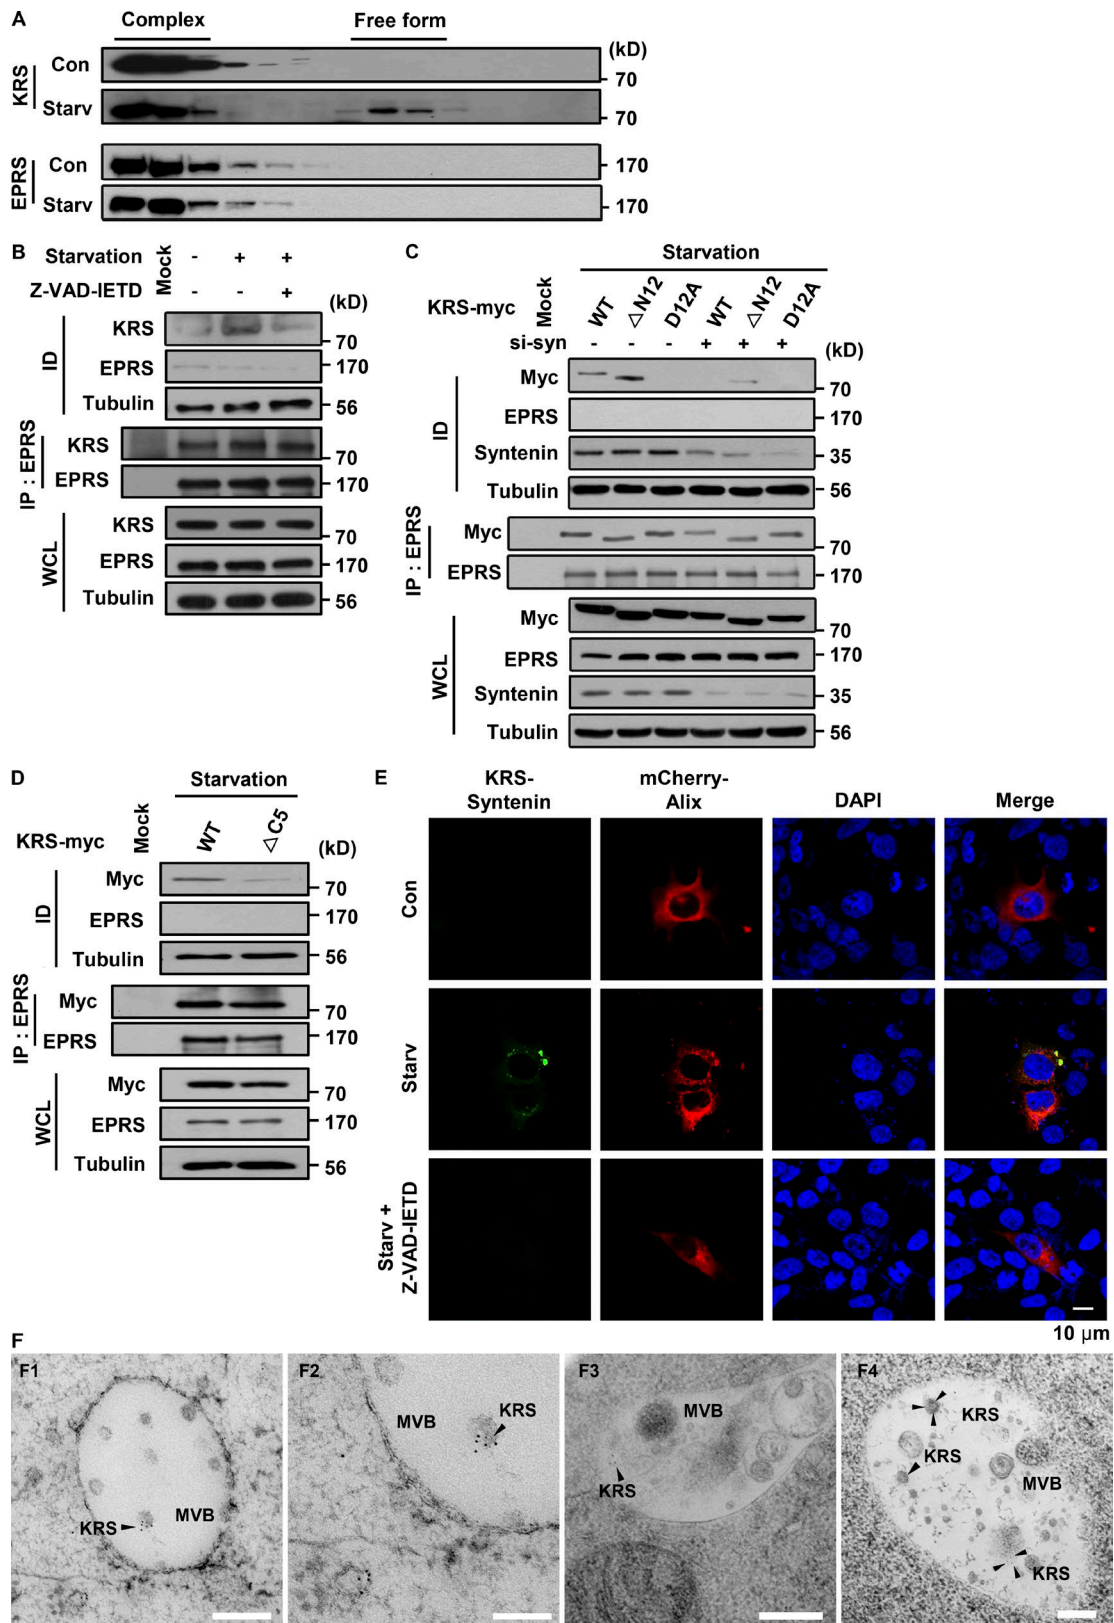 A
Complex
Free form
(kD)
KRS
Con
70
Starv
70
EPRS
Con
170
Starv
170
B
Starvation
Mock
- + +
Z-VAD-IETD
- - +
(kD)
ID
KRS
70
EPRS
170
Tubulin
56
IP : EPRS
KRS
70
EPRS
170
WCL
KRS
70
EPRS
170
Tubulin
56
C
Starvation
KRS-myc
Mock
WT △N12 D12A WT △N12 D12A
si-syn
- - - + + +
(kD)
ID
Myc
70
EPRS
170
Syntenin
35
Tubulin
56
IP : EPRS
Myc
70
EPRS
170
WCL
Myc
70
EPRS
170
Syntenin
35
Tubulin
56
D
Starvation
KRS-myc
Mock
WT △C5
(kD)
ID
Myc
70
EPRS
170
Tubulin
56
IP : EPRS
Myc
70
EPRS
170
WCL
Myc
70
EPRS
170
Tubulin
56
E
KRS-
Syntenin
mCherry-
Alix
DAPI
Merge
Con
Starv
Starv +
Z-VAD-IETD
10 µm
F
F1
MVB
KRS
F2
MVB
KRS
F3
MVB
KRS
F4
KRS
KRS
MVB
KRS